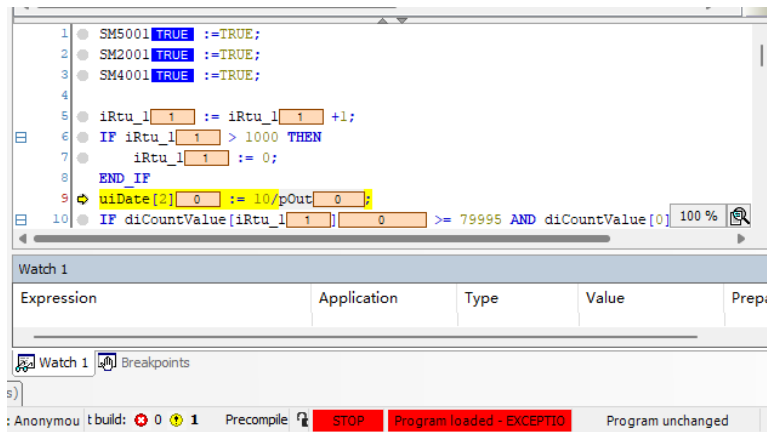 1 SM5001 TRUE :=TRUE;
2 SM2001 TRUE :=TRUE;
3 SM4001 TRUE :=TRUE;
4
5 iRtu_1 1 := iRtu_1 1 +1;
6 IF iRtu_1 1 > 1000 THEN
7 iRtu_1 1 := 0;
8 END_IF
9 uiDate[2] 0 := 10/pOut 0 ;
10 IF diCountValue[iRtu_1 1 ] 0 >= 79995 AND diCountValue[0] 100 %
Watch 1
Expression Application Type Value Prepa
Watch 1 Breakpoints
s)
: Anonymou t build: 0 1 Precompile STOP Program loaded - EXCEPTIO Program unchanged